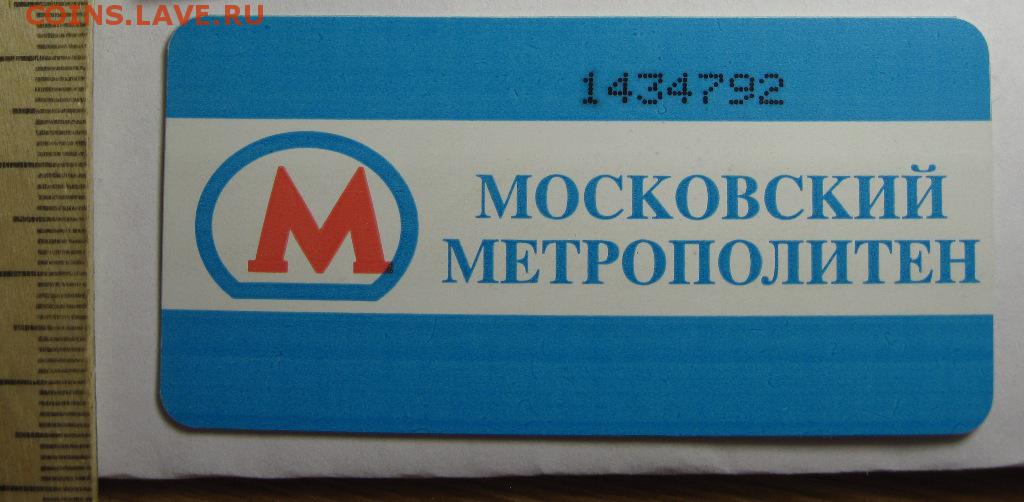 COINS.LAVE.RU
1434792
М
МОСКОВСКИЙ
МЕТРОПОЛИТЕН